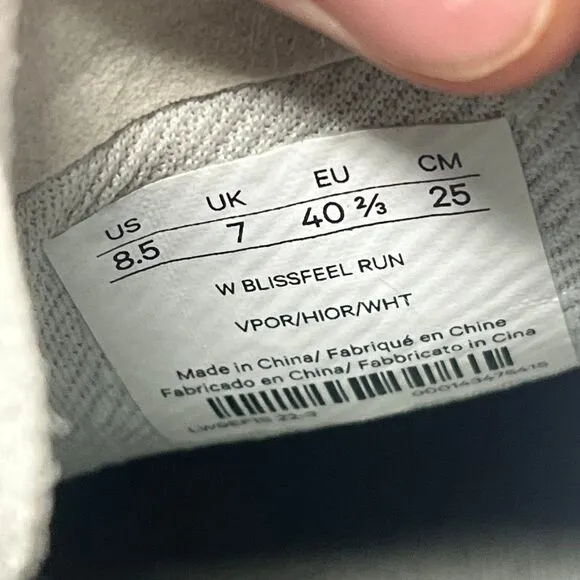 US UK EU CM
8.5 7 40 ⅔ 25
W BLISSFEEL RUN
VPOR/HIOR/WHT
Made in China/ Fabriqué en Chine
Fabricado en China/ Fabbricato in Cina